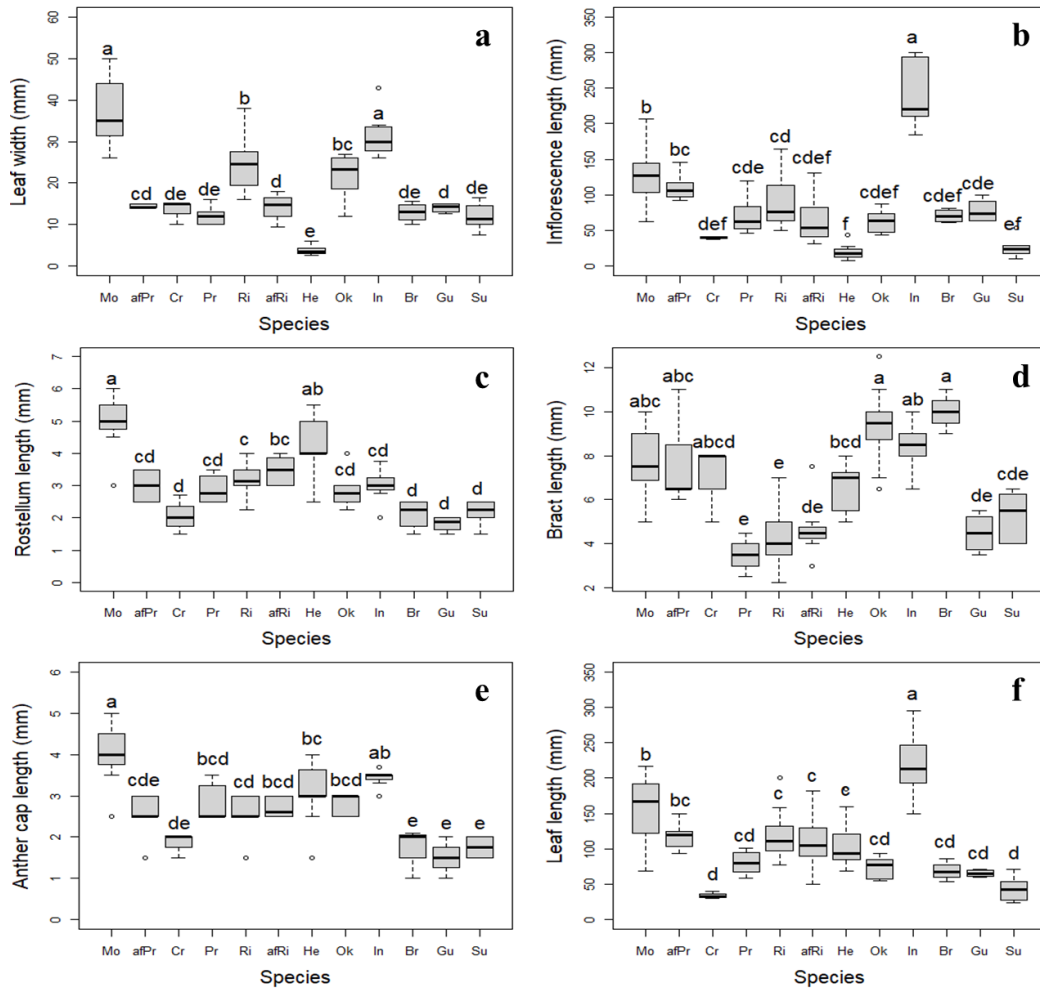 a
Leaf width (mm)
60
50
40
30
20
10
0
a cd de de b d e bc a de d de
Mo afPr Cr Pr Ri afRi He Ok In Br Gu Su
Species
b
Inflorescence length (mm)
350
300
250
200
150
100
50
0
b bc def cde cd cdef f cdef a cdef cde ef
Mo afPr Cr Pr Ri afRi He Ok In Br Gu Su
Species
c
Rostellum length (mm)
7
6
5
4
3
2
1
0
a cd d cd c bc ab cd cd d d d
Mo afPr Cr Pr Ri afRi He Ok In Br Gu Su
Species
d
Bract length (mm)
12
10
8
6
4
2
abc abc abcd e e de bcd a ab a de cde
Mo afPr Cr Pr Ri afRi He Ok In Br Gu Su
Species
e
Anther cap length (mm)
6
5
4
3
2
1
0
a cde de bcd cd bcd bc bcd ab e e e
Mo afPr Cr Pr Ri afRi He Ok In Br Gu Su
Species
f
Leaf length (mm)
350
300
250
200
150
100
50
0
b bc d cd c c c cd a cd cd d
Mo afPr Cr Pr Ri afRi He Ok In Br Gu Su
Species